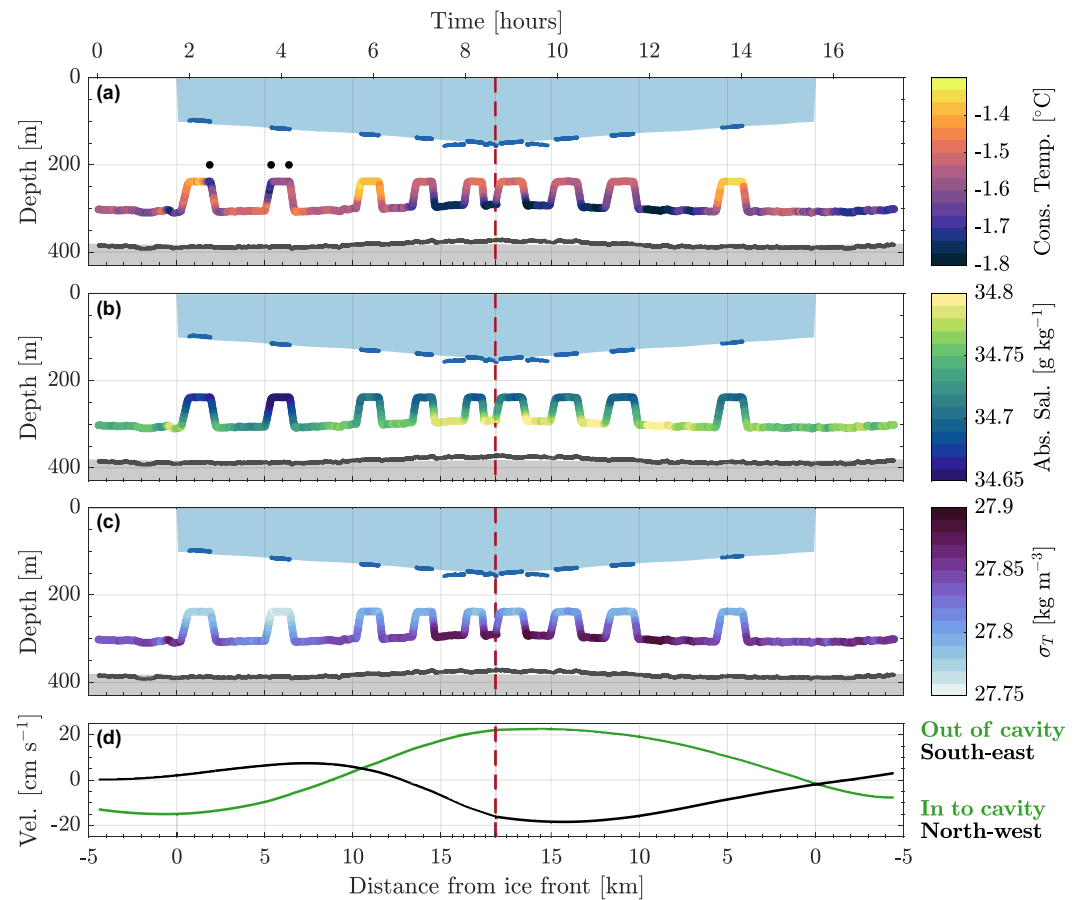 Time [hours]
0 2 4 6 8 10 12 14 16
(a)
0
200
400
Depth [m]
-1.4
-1.5
-1.6
-1.7
-1.8
Cons. Temp. [°C]
(b)
0
200
400
Depth [m]
34.8
34.75
34.7
34.65
Abs. Sal. [g kg⁻¹]
(c)
0
200
400
Depth [m]
27.9
27.85
27.8
27.75
σ_T [kg m⁻³]
(d)
20
0
-20
Vel. [cm s⁻¹]
Out of cavity
South-east
In to cavity
North-west
-5 0 5 10 15 10 5 0 -5
Distance from ice front [km]